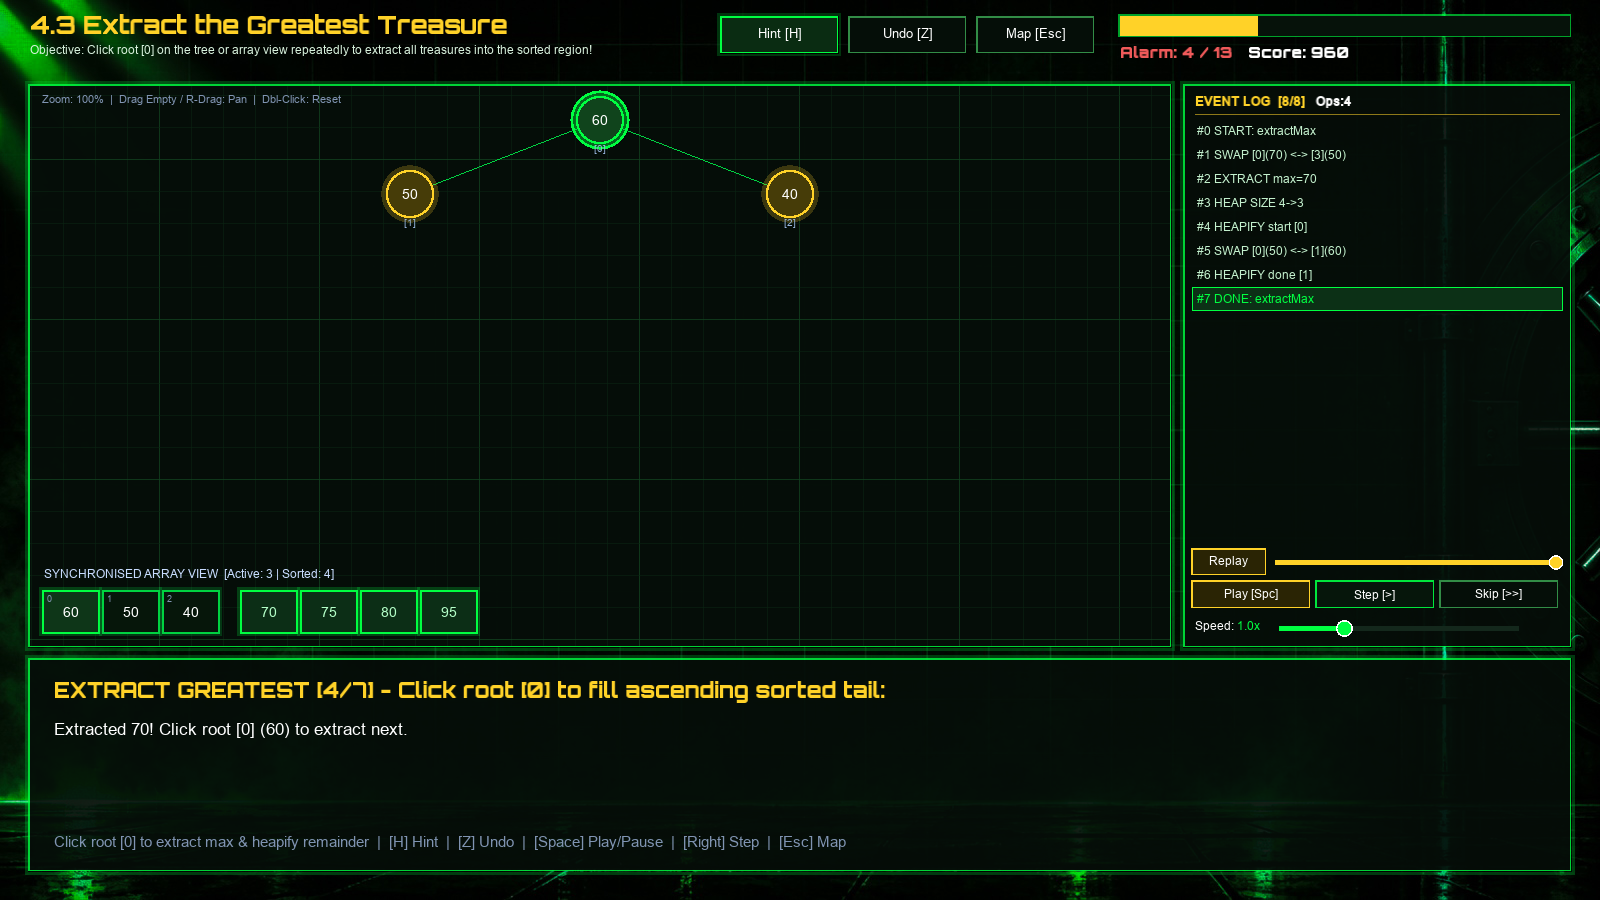 4.3 Extract the Greatest Treasure
Objective: Click root [0] on the tree or array view repeatedly to extract all treasures into the sorted region!
Hint [H]
Undo [Z]
Map [Esc]
Alarm: 4 / 13
Score: 960
Zoom: 100%  |  Drag Empty / R-Drag: Pan  |  Dbl-Click: Reset
60
[0]
50
[1]
40
[2]
SYNCHRONISED ARRAY VIEW  [Active: 3 | Sorted: 4]
0
60
1
50
2
40
70
75
80
95
EVENT LOG  [8/8]
Ops:4
#0 START: extractMax
#1 SWAP [0](70) <-> [3](50)
#2 EXTRACT max=70
#3 HEAP SIZE 4->3
#4 HEAPIFY start [0]
#5 SWAP [0](50) <-> [1](60)
#6 HEAPIFY done [1]
#7 DONE: extractMax
Replay
Play [Spc]
Step [>]
Skip [>>]
Speed: 1.0x
EXTRACT GREATEST [4/7] - Click root [0] to fill ascending sorted tail:
Extracted 70! Click root [0] (60) to extract next.
Click root [0] to extract max & heapify remainder  |  [H] Hint  |  [Z] Undo  |  [Space] Play/Pause  |  [Right] Step  |  [Esc] Map